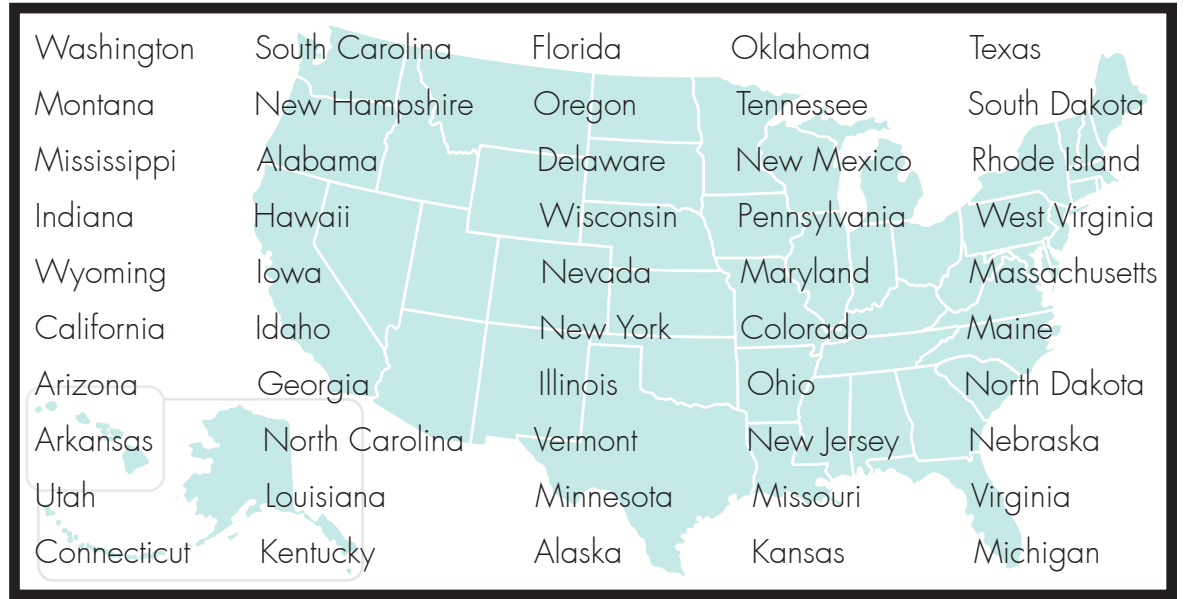 Washington South Carolina Florida Oklahoma Texas
Montana New Hampshire Oregon Tennessee South Dakota
Mississippi Alabama Delaware New Mexico Rhode Island
Indiana Hawaii Wisconsin Pennsylvania West Virginia
Wyoming Iowa Nevada Maryland Massachusetts
California Idaho New York Colorado Maine
Arizona Georgia Illinois Ohio North Dakota
Arkansas North Carolina Vermont New Jersey Nebraska
Utah Louisiana Minnesota Missouri Virginia
Connecticut Kentucky Alaska Kansas Michigan